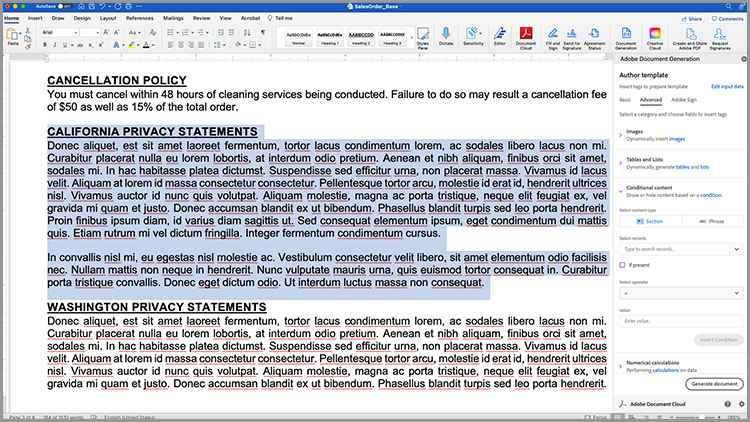 AutoSave OFF SalesOrder_Base
Home Insert Draw Design Layout References Mailings Review View Acrobat Tell me Share Comments
Paste Arial AaBbCcDdEe AaBbCcDdEe AABBCCDD AaBbCcDdEe
Normal Heading 1 Heading 2 Heading 3 Styles Pane Dictate Sensitivity Editor Document Cloud Fill and Sign Send for Signature Agreement Status Document Generation Creative Cloud Create and Share Adobe PDF Request Signatures
CANCELLATION POLICY
You must cancel within 48 hours of cleaning services being conducted. Failure to do so may result a cancellation fee
of $50 as well as 15% of the total order.
CALIFORNIA PRIVACY STATEMENTS
Donec aliquet, est sit amet laoreet fermentum, tortor lacus condimentum lorem, ac sodales libero lacus non mi.
Curabitur placerat nulla eu lorem lobortis, at interdum odio pretium. Aenean et nibh aliquam, finibus orci sit amet,
sodales mi. In hac habitasse platea dictumst. Suspendisse sed efficitur urna, non placerat massa. Vivamus id lacus
velit. Aliquam at lorem id massa consectetur consectetur. Pellentesque tortor arcu, molestie id erat id, hendrerit ultrices
nisl. Vivamus auctor id nunc quis volutpat. Aliquam molestie, magna ac porta tristique, neque elit feugiat ex, vel
gravida mi quam et justo. Donec accumsan blandit ex ut bibendum. Phasellus blandit turpis sed leo porta hendrerit.
Proin finibus ipsum diam, id varius diam sagittis ut. Sed consequat elementum ipsum, eget condimentum dui mattis
quis. Etiam rutrum mi vel dictum fringilla. Integer fermentum condimentum cursus.
In convallis nisl mi, eu egestas nisl molestie ac. Vestibulum consectetur velit libero, sit amet elementum odio facilisis
nec. Nullam mattis non neque in hendrerit. Nunc vulputate mauris urna, quis euismod tortor consequat in. Curabitur
porta tristique convallis. Donec eget dictum odio. Ut interdum luctus massa non consequat.
WASHINGTON PRIVACY STATEMENTS
Donec aliquet, est sit amet laoreet fermentum, tortor lacus condimentum lorem, ac sodales libero lacus non mi.
Curabitur placerat nulla eu lorem lobortis, at interdum odio pretium. Aenean et nibh aliquam, finibus orci sit amet,
sodales mi. In hac habitasse platea dictumst. Suspendisse sed efficitur urna, non placerat massa. Vivamus id lacus
velit. Aliquam at lorem id massa consectetur consectetur. Pellentesque tortor arcu, molestie id erat id, hendrerit ultrices
nisl. Vivamus auctor id nunc quis volutpat. Aliquam molestie, magna ac porta tristique, neque elit feugiat ex, vel
gravida mi quam et justo. Donec accumsan blandit ex ut bibendum. Phasellus blandit turpis sed leo porta hendrerit.
Adobe Document Generation
Author template
Insert tags to prepare template Edit input data
Basic Advanced Adobe Sign
Select a category and choose fields to insert tags
Images
Dynamically insert images
Tables and Lists
Dynamically generate tables and lists
Conditional content
Show or hide content based on a condition
Select content type
Section Phrase
Select records
Type to search records...
If present
Select operator
=
Value
Enter value...
Insert Condition
Numerical calculations
Performing calculations on data
Generate document
Adobe Document Cloud
Page 3 of 4 184 of 1510 words English (United States) Focus